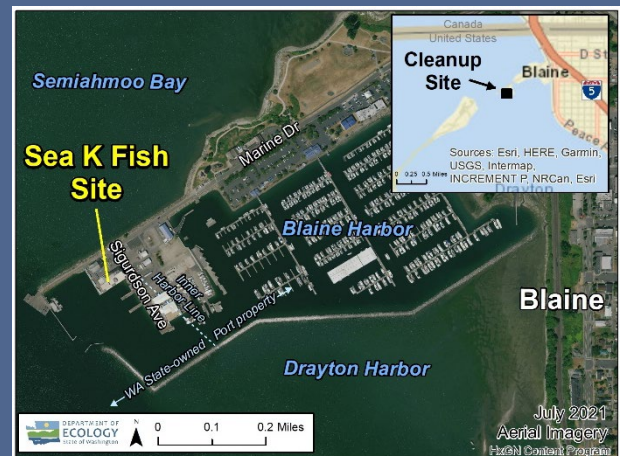 Semiahmoo Bay
Sea K Fish
Site
Marine Dr
Blaine Harbor
Sigurdson Ave
Inner
Harbor Line
WA State-owned
Port property
Blaine
Drayton Harbor
Canada
United States
D St
Cleanup
Site
Blaine
5
Peace
Sources: Esri, HERE, Garmin,
USGS, Intermap,
INCREMENT P, NRCan, Esri
0 0.25 0.5 Miles
Drayton
DEPARTMENT OF
ECOLOGY
State of Washington
N
0 0.1 0.2 Miles
July 2021
Aerial Imagery
HxGN Content Program